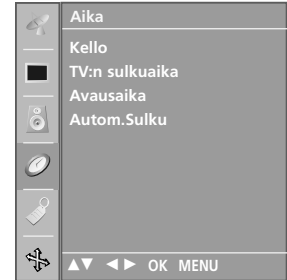 Aika
Kello
TV:n sulkuaika
Avausaika
Autom.Sulku
▲▼ ◄► OK MENU